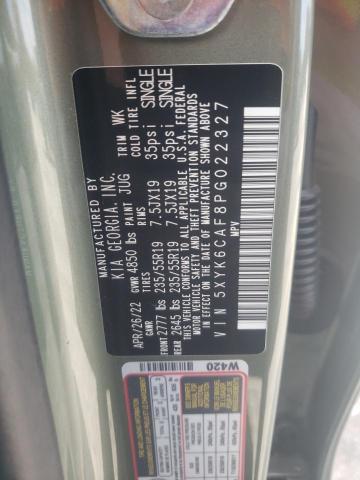 MANUFACTURED BY
KIA GEORGIA, INC.
APR/26/22 GVWR 4850 lbs PAINT JUG TRIM WK
GAWR TIRES RIMS COLD TIRE INFL
FRONT 2777 lbs 235/55R19 7.5JX19 35psi SINGLE
REAR 2645 lbs 235/55R19 7.5JX19 35psi SINGLE
THIS VEHICLE CONFORMS TO ALL APPLICABLE U.S.A. FEDERAL
MOTOR VEHICLE SAFETY AND THEFT PREVENTION STANDARDS
IN EFFECT ON THE DATE OF MANUFACTURE SHOWN ABOVE.
VIN 5XYK6CAF8PG022327
MPV
W420